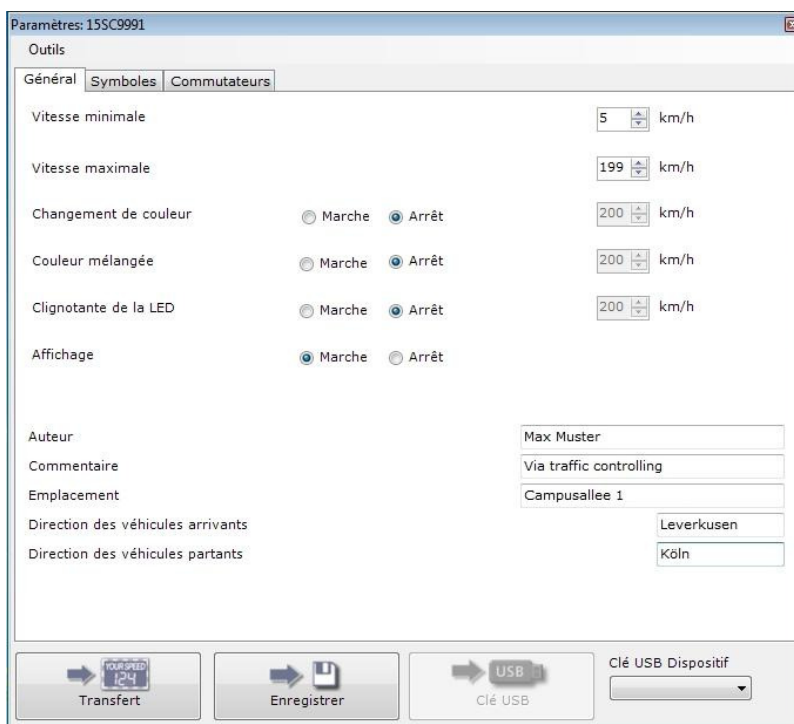 Paramètres: 15SC9991
Outils
Général Symboles Commutateurs
Vitesse minimale 5 km/h
Vitesse maximale 199 km/h
Changement de couleur Marche Arrêt 200 km/h
Couleur mélangée Marche Arrêt 200 km/h
Clignotante de la LED Marche Arrêt 200 km/h
Affichage Marche Arrêt
Auteur Max Muster
Commentaire Via traffic controlling
Emplacement Campusallee 1
Direction des véhicules arrivants Leverkusen
Direction des véhicules partants Köln
YOUR SPEED
124
Transfert
Enregistrer
USB
Clé USB
Clé USB Dispositif